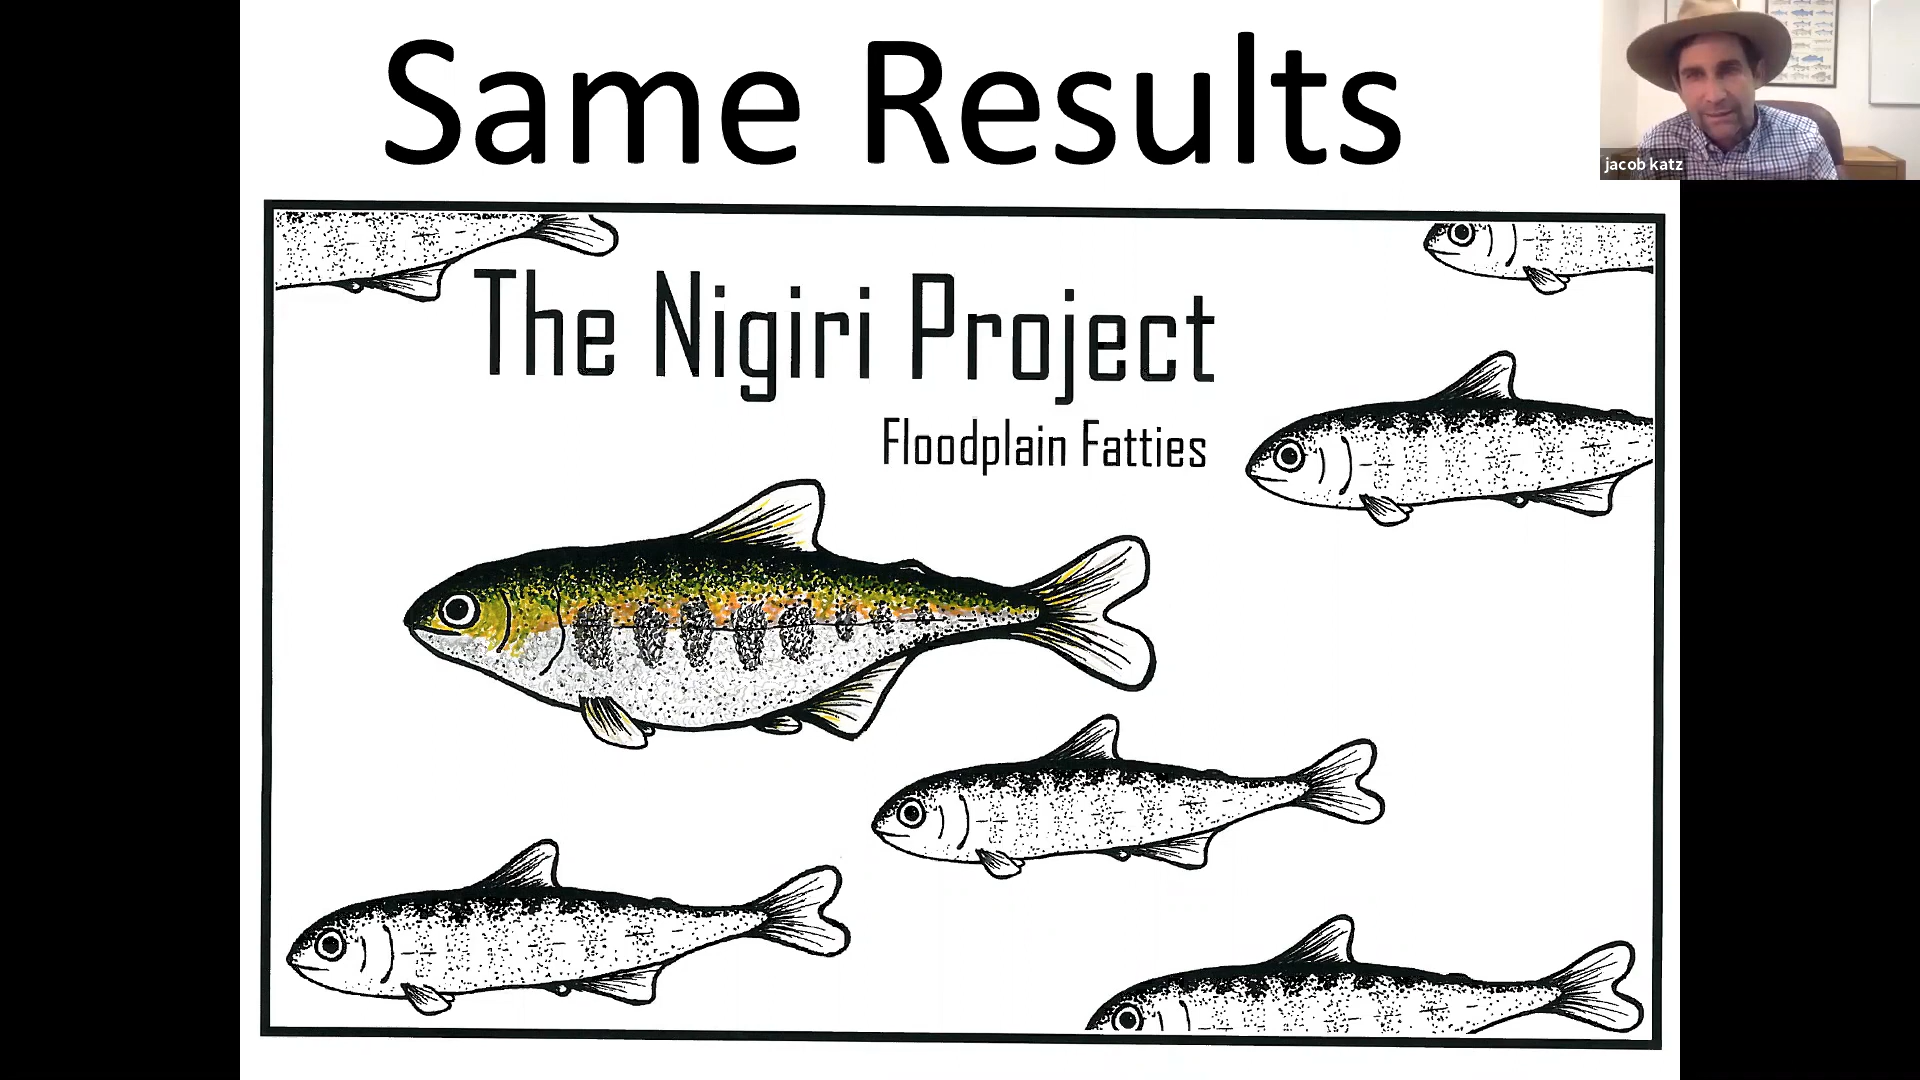 Same Results
jacob katz
The Nigiri Project
Floodplain Fatties